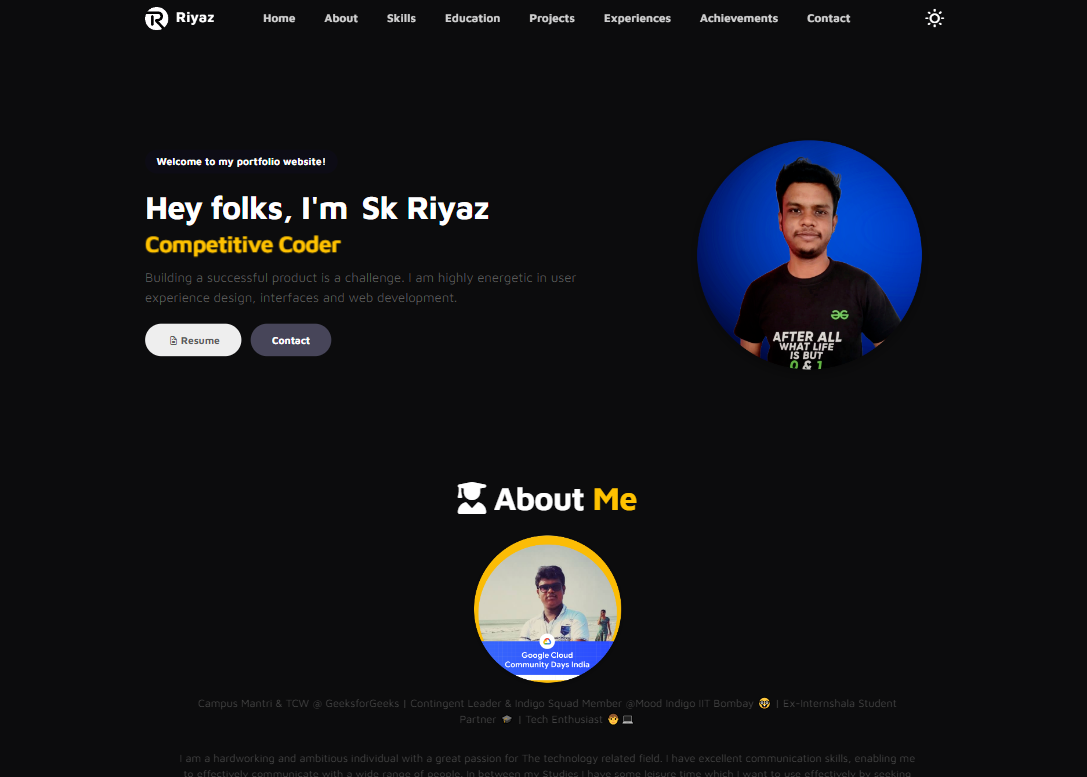 Riyaz Home About Skills Education Projects Experiences Achievements Contact
Welcome to my portfolio website!
Hey folks, I'm Sk Riyaz
Competitive Coder
Building a successful product is a challenge. I am highly energetic in user
experience design, interfaces and web development.
Resume Contact
AFTER ALL
WHAT LIFE
IS BUT
0 & 1
About Me
Google Cloud
Community Days India
Campus Mantri & TCW @ GeeksforGeeks | Contingent Leader & Indigo Squad Member @Mood Indigo IIT Bombay 🤓 | Ex-Internshala Student
Partner 🎓 | Tech Enthusiast 👨💻
I am a hardworking and ambitious individual with a great passion for The technology related field. I have excellent communication skills, enabling me
to effectively communicate with a wide range of people. In between my Studies I have some leisure time which I want to use effectively by seeking